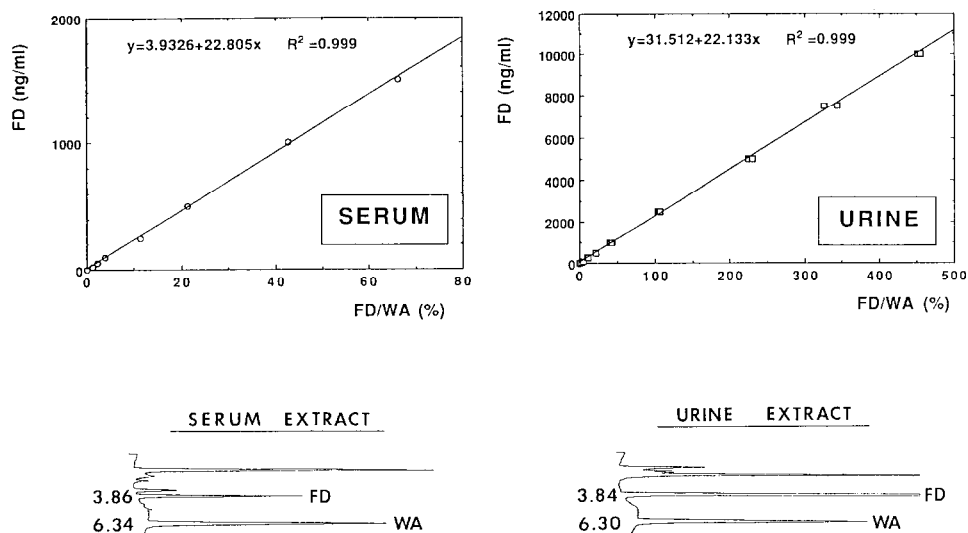 y=3.9326+22.805x R² =0.999
FD (ng/ml)
2000
1000
0
SERUM
0 20 40 60 80
FD/WA (%)
y=31.512+22.133x R² =0.999
FD (ng/ml)
12000
10000
8000
6000
4000
2000
0
URINE
0 100 200 300 400 500
FD/WA (%)
SERUM EXTRACT
3.86 FD
6.34 WA
URINE EXTRACT
3.84 FD
6.30 WA